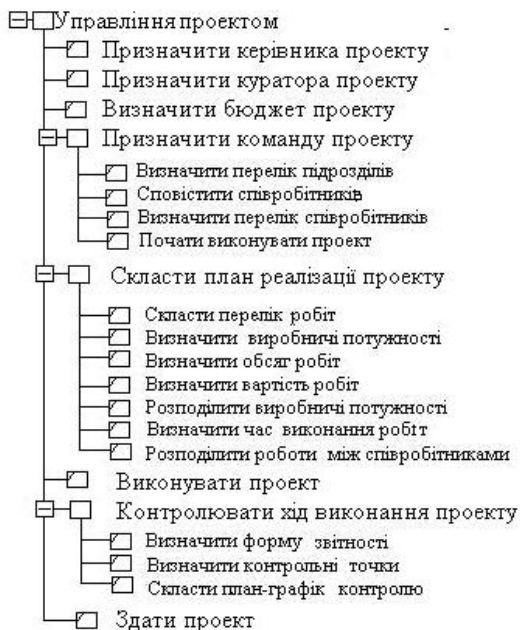 Управління проектом
Призначити керівника проекту
Призначити куратора проекту
Визначити бюджет проекту
Призначити команду проекту
Визначити перелік підрозділів
Сповістити співробітників
Визначити перелік співробітників
Почати виконувати проект
Скласти план реалізації проекту
Скласти перелік робіт
Визначити виробничі потужності
Визначити обсяг робіт
Визначити вартість робіт
Розподілити виробничі потужності
Визначити час виконання робіт
Розподілити роботи між співробітниками
Виконувати проект
Контролювати хід виконання проекту
Визначити форму звітності
Визначити контрольні точки
Скласти план-графік контролю
Здати проект